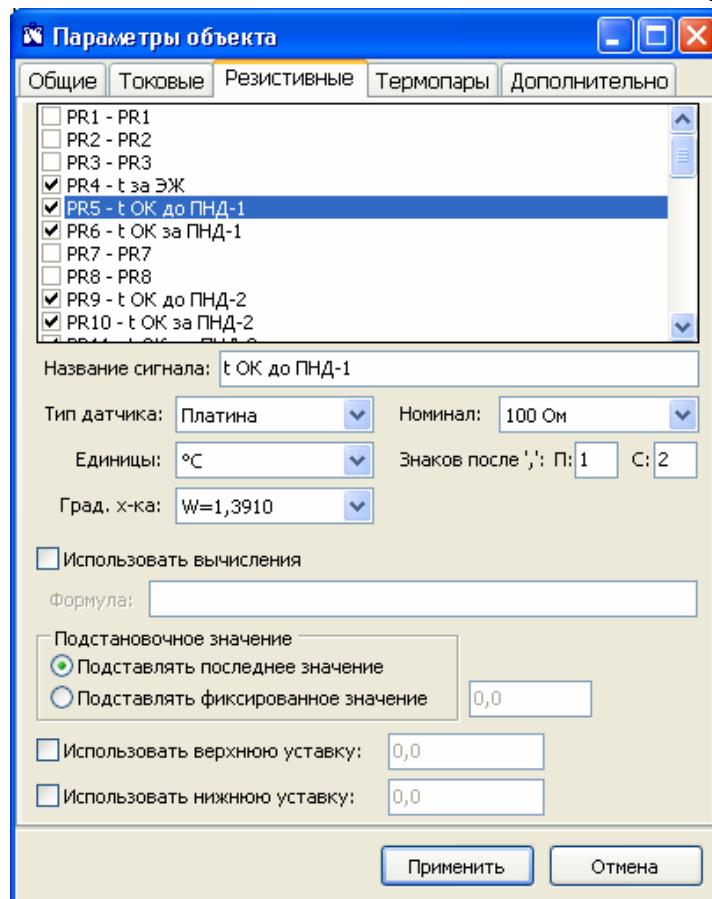 Параметры объекта
Общие Токовые Резистивные Термопары Дополнительно
PR1 - PR1
PR2 - PR2
PR3 - PR3
PR4 - t за ЭЖ
PR5 - t ОК до ПНД-1
PR6 - t ОК за ПНД-1
PR7 - PR7
PR8 - PR8
PR9 - t ОК до ПНД-2
PR10 - t ОК за ПНД-2
Название сигнала: t ОК до ПНД-1
Тип датчика: Платина Номинал: 100 Ом
Единицы: °C Знаков после ',': П: 1 С: 2
Град. х-ка: W=1,3910
Использовать вычисления
Формула:
Подстановочное значение
Подставлять последнее значение
Подставлять фиксированное значение 0,0
Использовать верхнюю уставку: 0,0
Использовать нижнюю уставку: 0,0
Применить Отмена